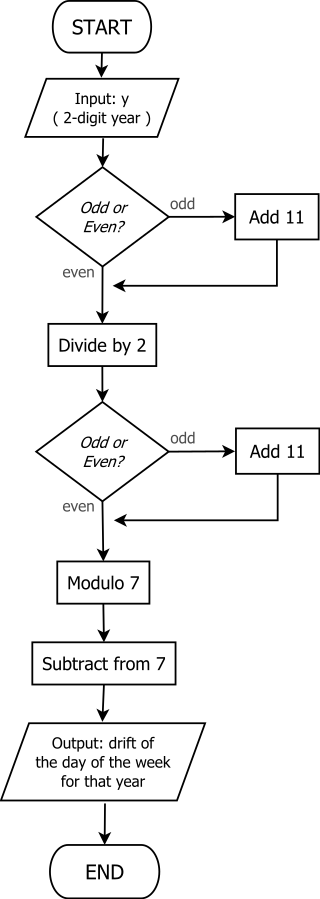 START
Input: y
( 2-digit year )
Odd or
Even?
odd
Add 11
even
Divide by 2
Odd or
Even?
odd
Add 11
even
Modulo 7
Subtract from 7
Output: drift of
the day of the week
for that year
END